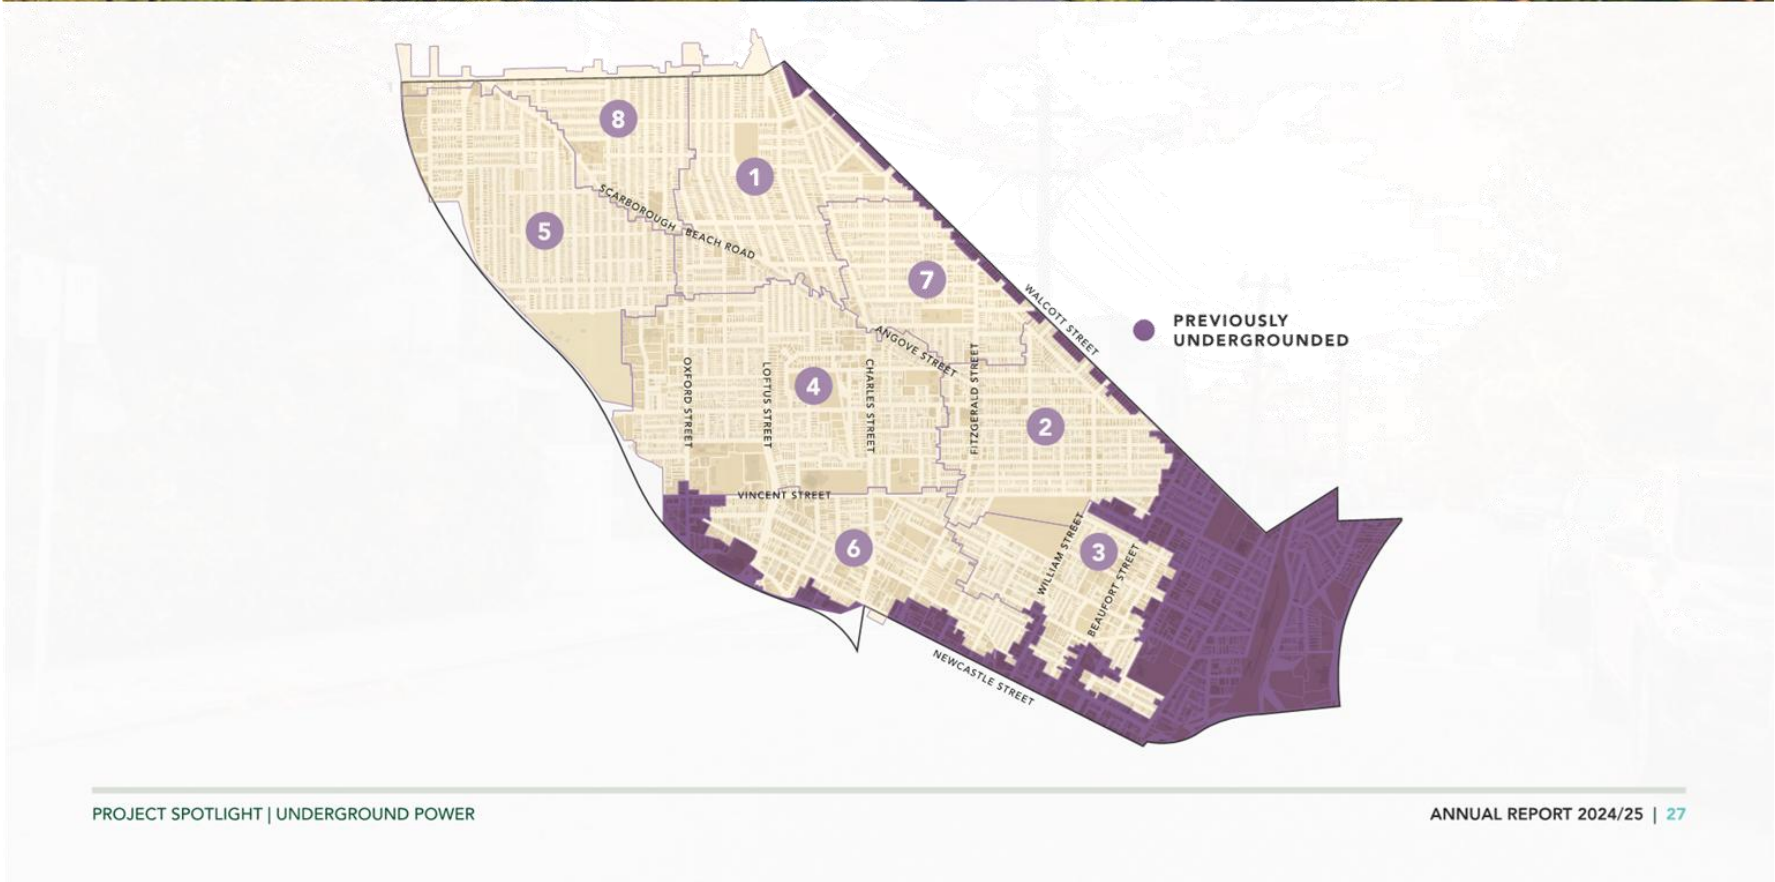 8
1
SCARBOROUGH BEACH ROAD
5
7
WALCOTT STREET
PREVIOUSLY
UNDERGROUNDED
ANGOVE STREET
OXFORD STREET
LOFTUS STREET
4
CHARLES STREET
FITZGERALD STREET
2
VINCENT STREET
6
WILLIAM STREET
3
BEAUFORT STREET
NEWCASTLE STREET
PROJECT SPOTLIGHT | UNDERGROUND POWER
ANNUAL REPORT 2024/25 | 27